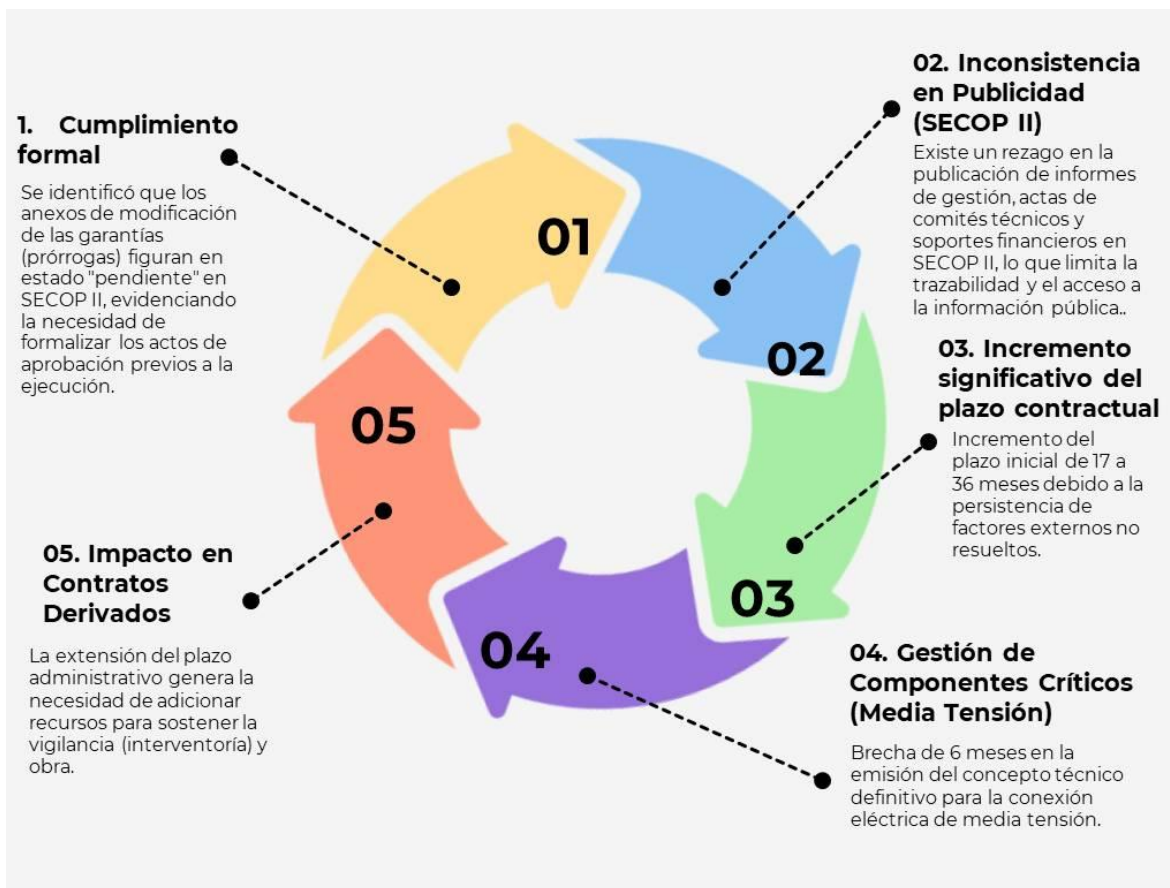 1. Cumplimiento
formal
Se identificó que los
anexos de modificación
de las garantías
(prórrogas) figuran en
estado "pendiente" en
SECOP II, evidenciando
la necesidad de
formalizar los actos de
aprobación previos a la
ejecución.
02. Inconsistencia
en Publicidad
(SECOP II)
Existe un rezago en la
publicación de informes
de gestión, actas de
comités técnicos y
soportes financieros en
SECOP II, lo que limita la
trazabilidad y el acceso a
la información pública..
03. Incremento
significativo del
plazo contractual
Incremento del
plazo inicial de 17 a
36 meses debido a la
persistencia de
factores externos no
resueltos.
04. Gestión de
Componentes Críticos
(Media Tensión)
Brecha de 6 meses en la
emisión del concepto técnico
definitivo para la conexión
eléctrica de media tensión.
05. Impacto en
Contratos
Derivados
La extensión del plazo
administrativo genera la
necesidad de adicionar
recursos para sostener la
vigilancia (interventoría) y
obra.
01
02
03
04
05